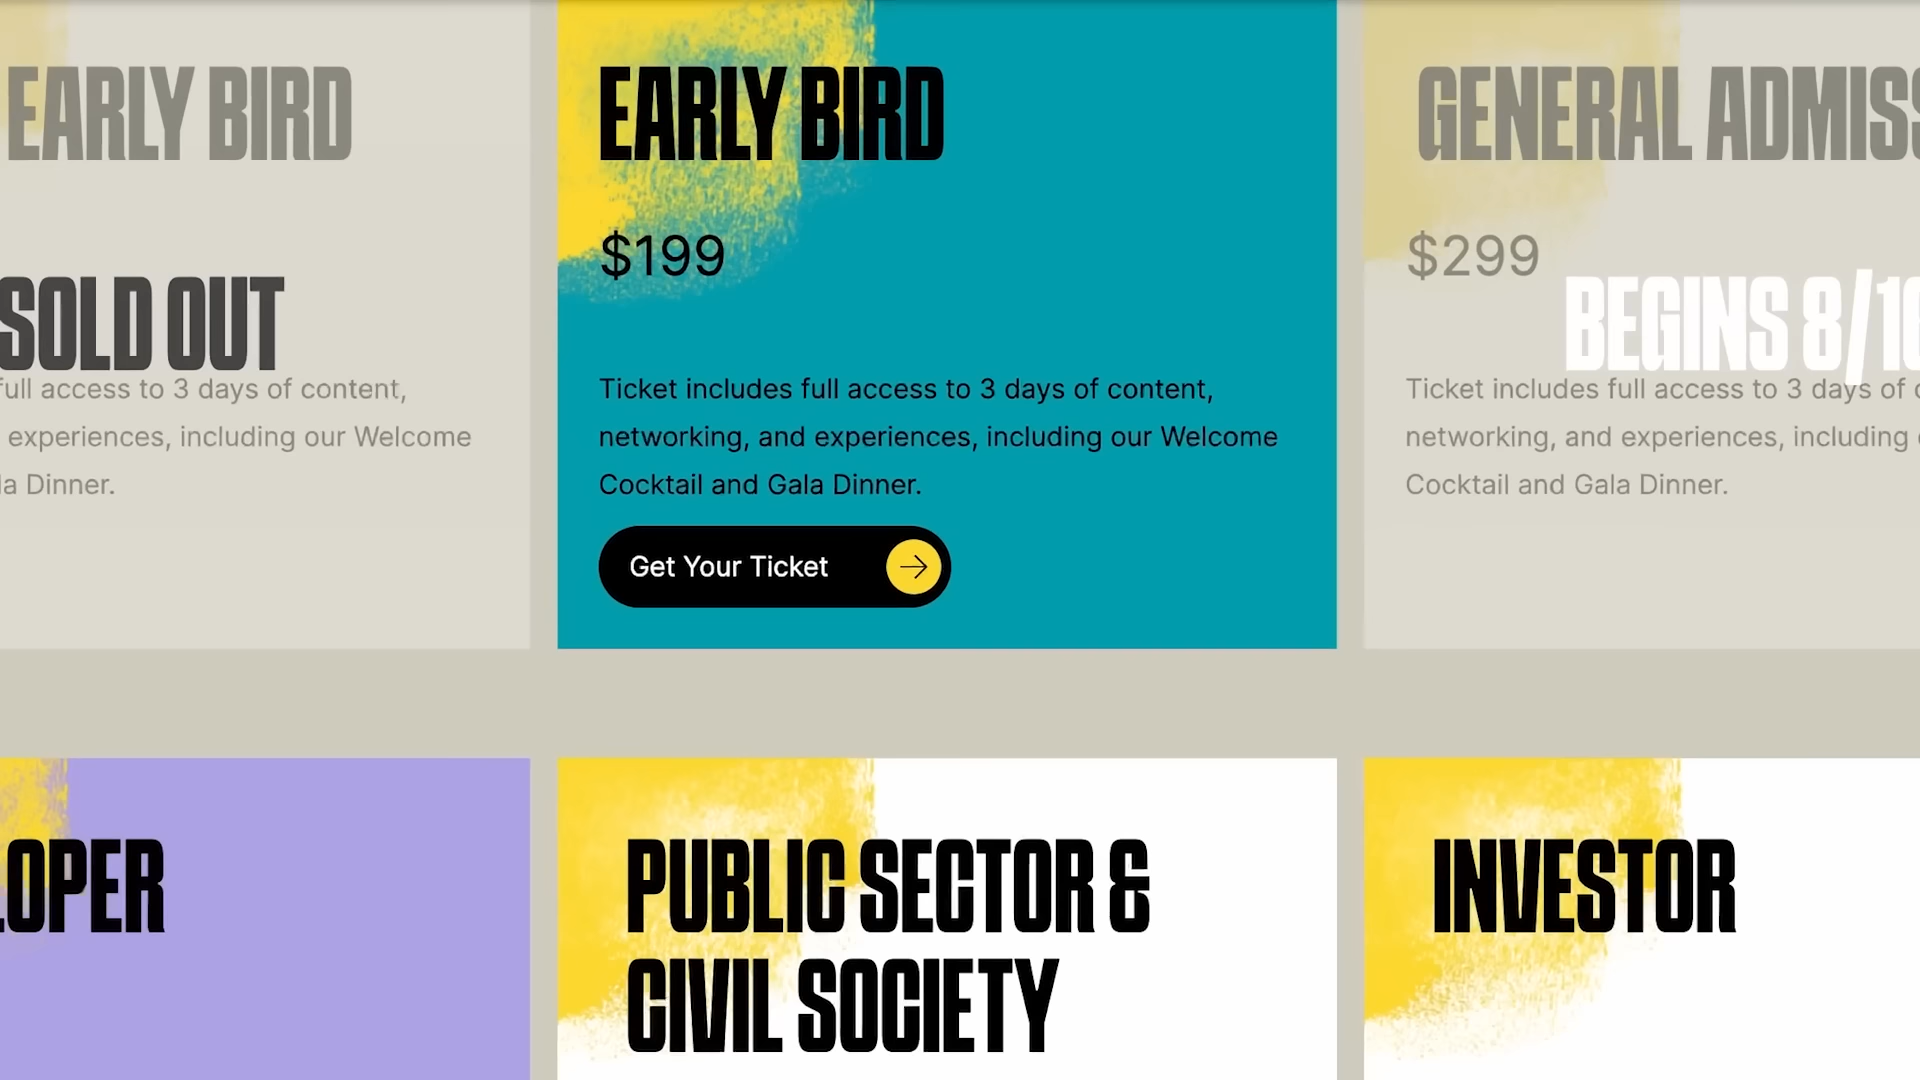 EARLY BIRD
SOLD OUT
full access to 3 days of content,
experiences, including our Welcome
Dinner.
EARLY BIRD
$199
Ticket includes full access to 3 days of content,
networking, and experiences, including our Welcome
Cocktail and Gala Dinner.
Get Your Ticket
GENERAL
$299
BEGINS
Ticket includes full access to 3 days of
networking, and experiences, including
Cocktail and Gala Dinner.
PUBLIC SECTOR &
CIVIL SOCIETY
INVESTOR